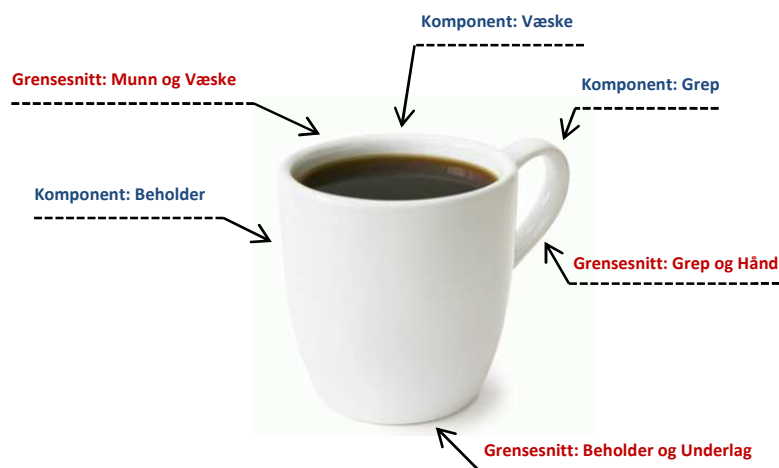 Komponent: Væske
Grensesnitt: Munn og Væske
Komponent: Grep
Komponent: Beholder
Grensesnitt: Grep og Hånd
Grensesnitt: Beholder og Underlag